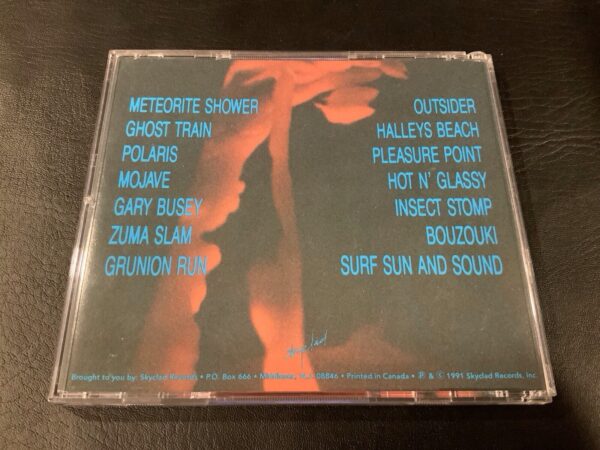 METEORITE SHOWER
GHOST TRAIN
POLARIS
MOJAVE
GARY BUSEY
ZUMA SLAM
GRUNION RUN
OUTSIDER
HALLEYS BEACH
PLEASURE POINT
HOT N' GLASSY
INSECT STOMP
BOUZOUKI
SURF SUN AND SOUND
Brought to you by: Skyclad Records • P.O. Box 666 • Middlesex, 08846 • Printed in Canada • ℗ & © 1991 Skyclad Records, Inc.